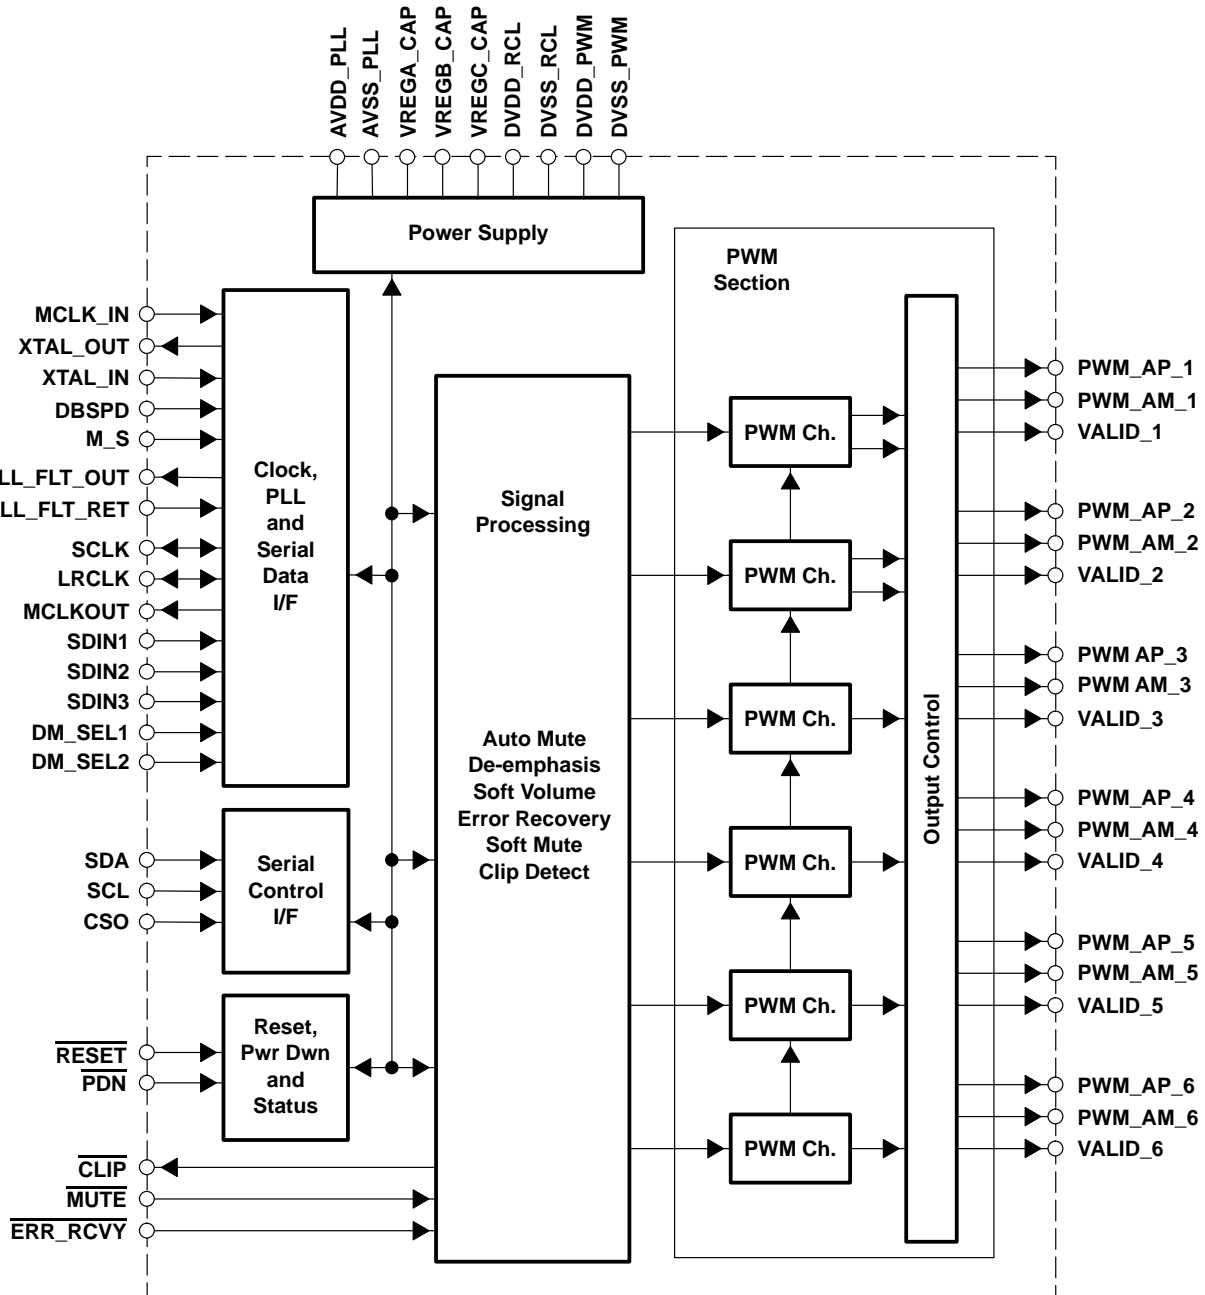 AVDD_PLL
AVSS_PLL
VREGA_CAP
VREGB_CAP
VREGC_CAP
DVDD_RCL
DVSS_RCL
DVDD_PWM
DVSS_PWM
Power Supply
PWM
Section
MCLK_IN
XTAL_OUT
XTAL_IN
DBSPD
M_S
LL_FLT_OUT
LL_FLT_RET
SCLK
LRCLK
MCLKOUT
SDIN1
SDIN2
SDIN3
DM_SEL1
DM_SEL2
Clock,
PLL
and
Serial
Data
I/F
SDA
SCL
CSO
Serial
Control
I/F
RESET
PDN
Reset,
Pwr Dwn
and
Status
CLIP
MUTE
ERR_RCVY
Signal
Processing
Auto Mute
De-emphasis
Soft Volume
Error Recovery
Soft Mute
Clip Detect
PWM Ch.
PWM Ch.
PWM Ch.
PWM Ch.
PWM Ch.
PWM Ch.
Output Control
PWM_AP_1
PWM_AM_1
VALID_1
PWM_AP_2
PWM_AM_2
VALID_2
PWM AP_3
PWM AM_3
VALID_3
PWM_AP_4
PWM_AM_4
VALID_4
PWM_AP_5
PWM_AM_5
VALID_5
PWM_AP_6
PWM_AM_6
VALID_6